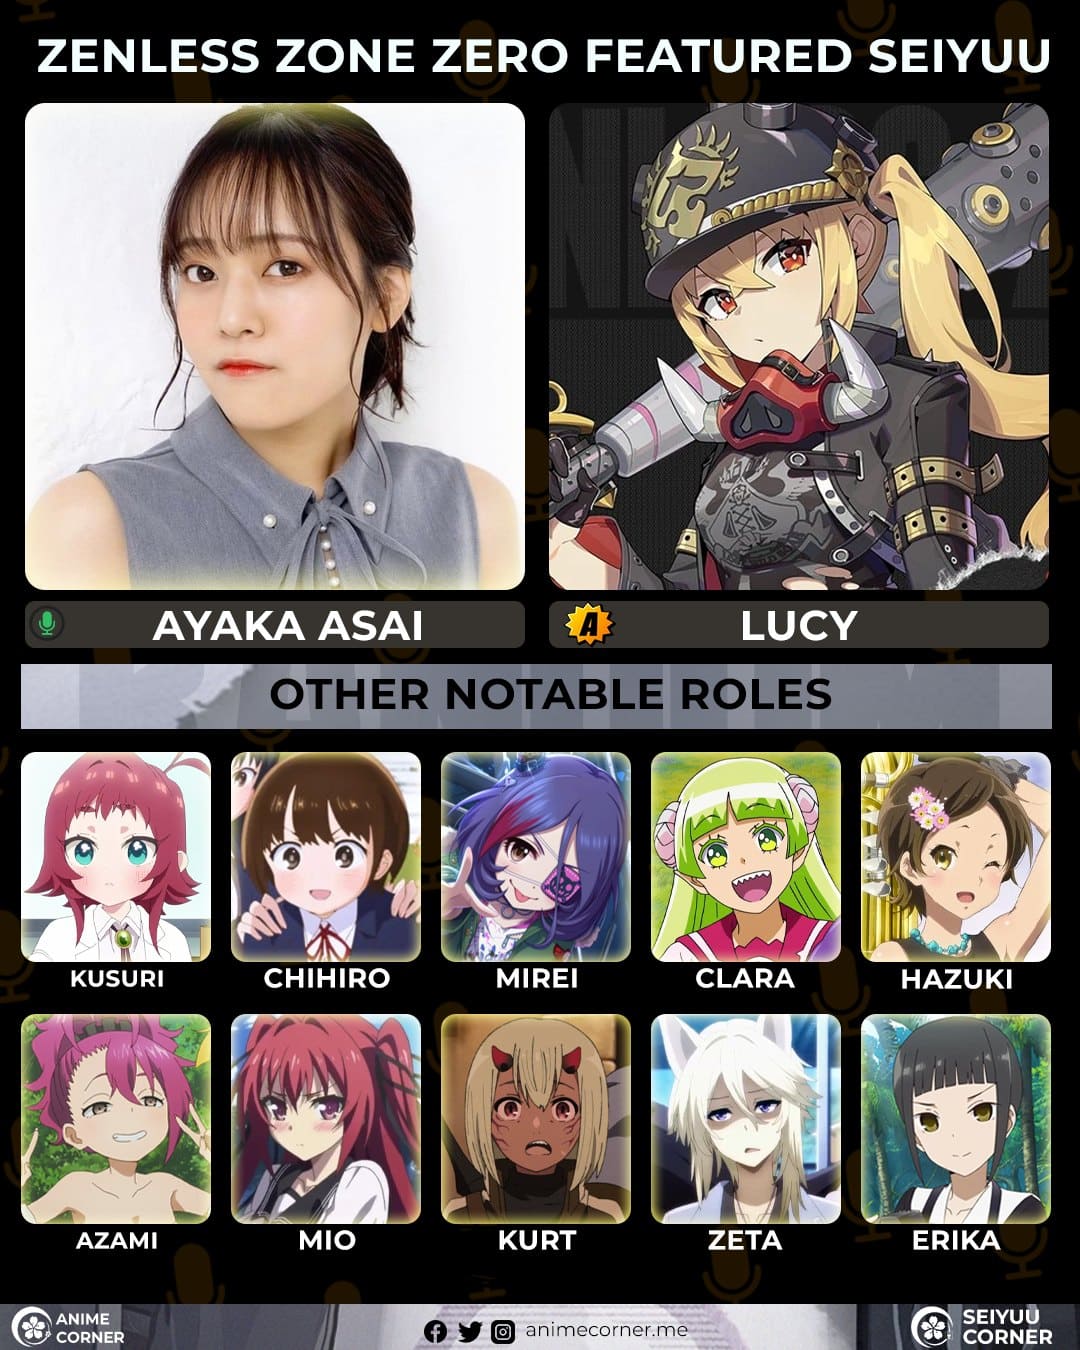 ZENLESS ZONE ZERO FEATURED SEIYUU
AYAKA ASAI
A
LUCY
OTHER NOTABLE ROLES
KUSURI
CHIHIRO
MIREI
CLARA
HAZUKI
AZAMI
MIO
KURT
ZETA
ERIKA
ANIME
CORNER
animecorner.me
SEIYUU
CORNER